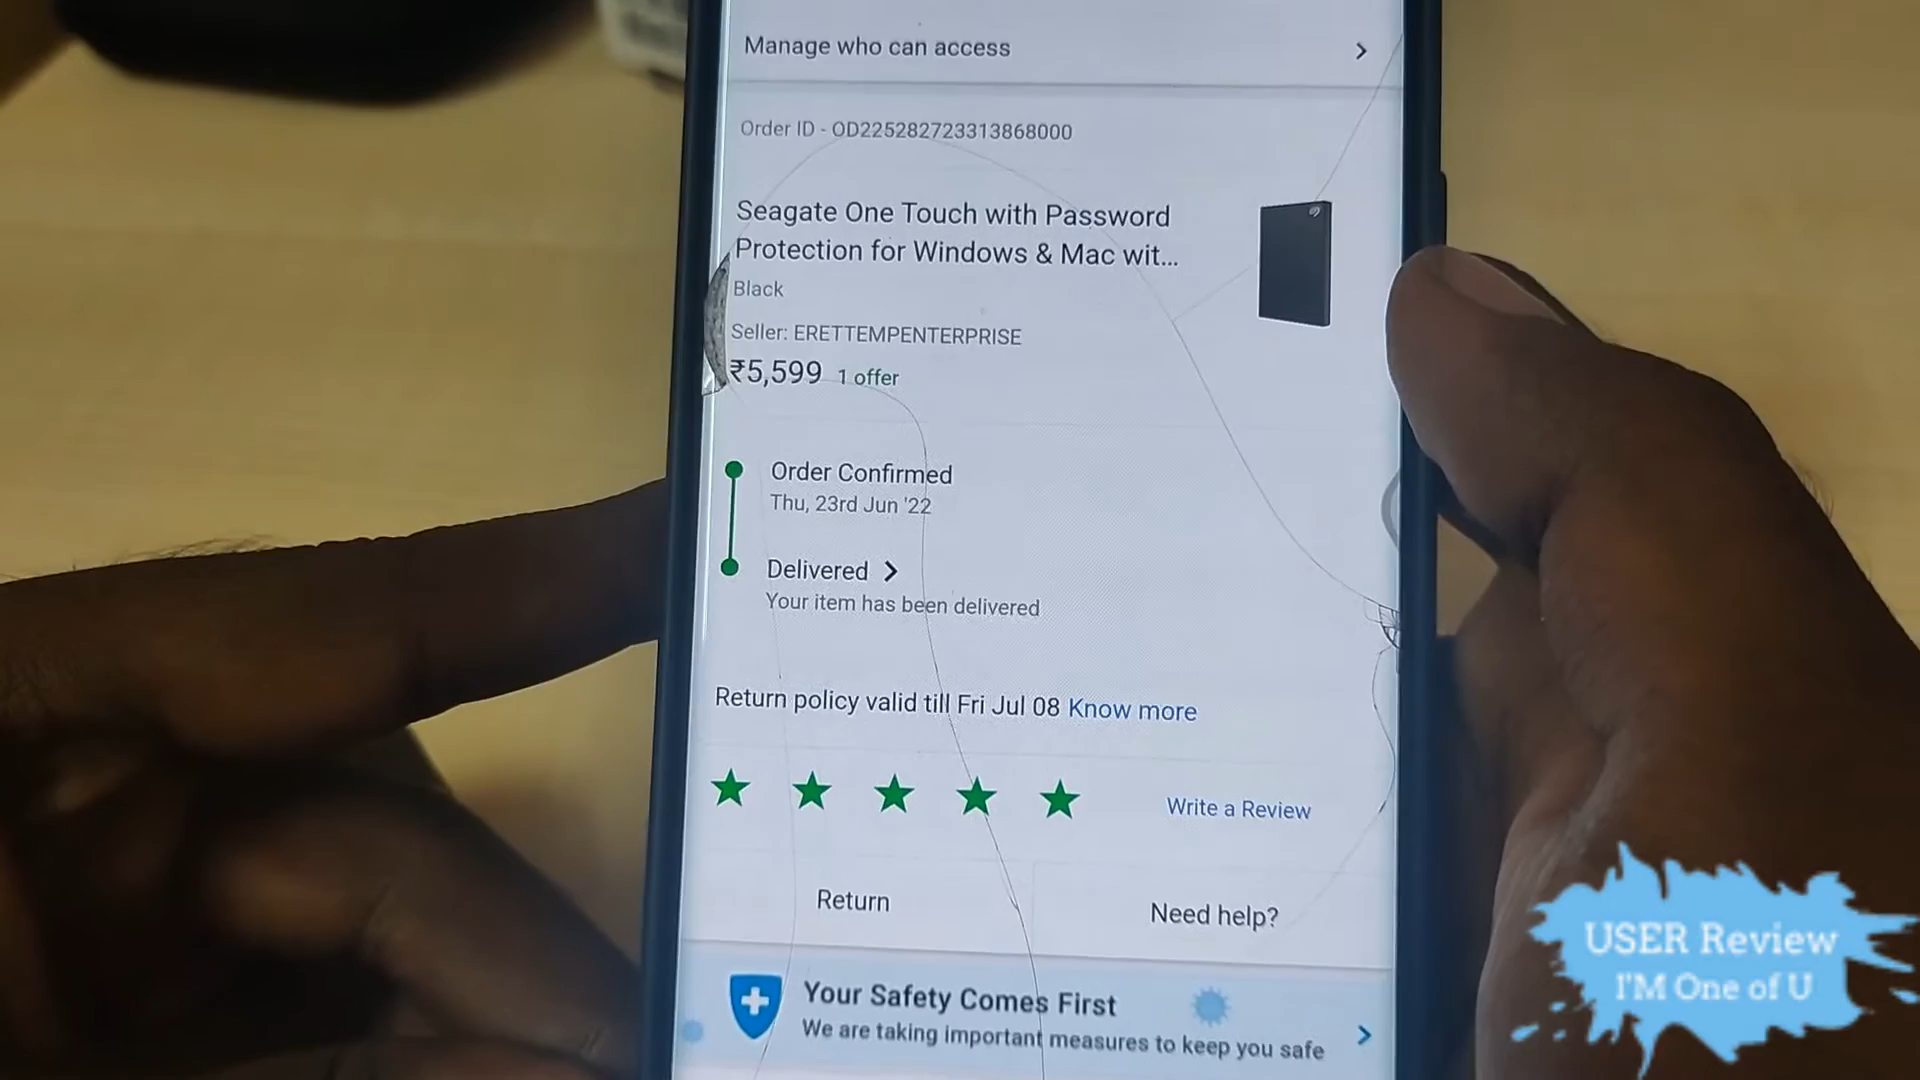 Manage who can access
Order ID - OD225282723313868000
Seagate One Touch with Password
Protection for Windows & Mac wit...
Black
Seller: ERETTEMPENTERPRISE
₹5,599 1 offer
Order Confirmed
Thu, 23rd Jun '22
Delivered
Your item has been delivered
Return policy valid till Fri Jul 08 Know more
Write a Review
Return
Need help?
Your Safety Comes First
We are taking important measures to keep you safe
USER Review
I'M One of U